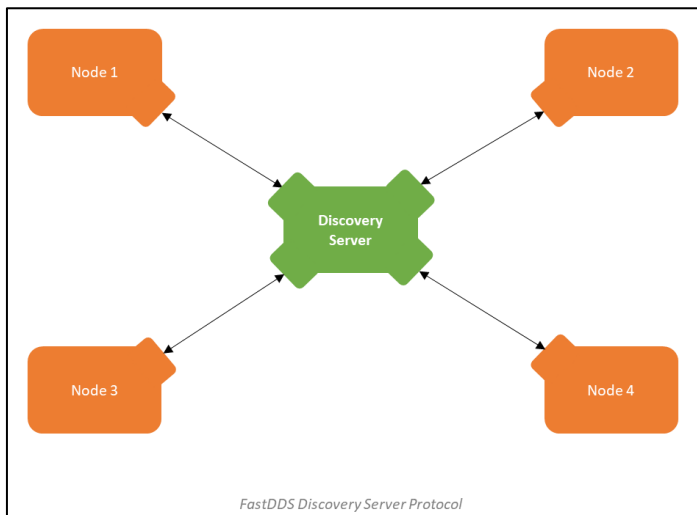 Node 1
Node 2
Discovery
Server
Node 3
Node 4
FastDDS Discovery Server Protocol